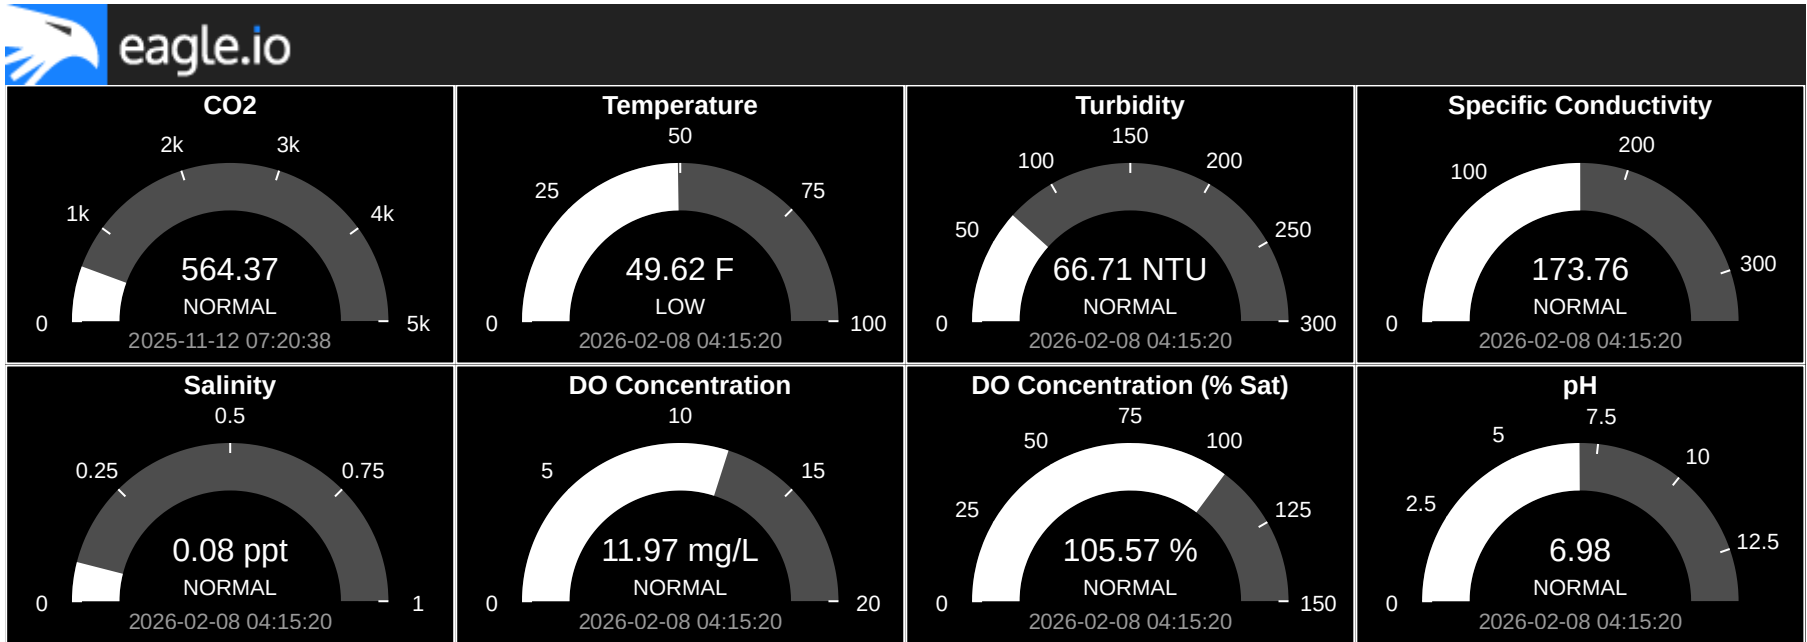 eagle.io
CO2
0
1k
2k
3k
4k
5k
564.37
NORMAL
2025-11-12 07:20:38
Temperature
0
25
50
75
100
49.62 F
LOW
2026-02-08 04:15:20
Turbidity
0
50
100
150
200
250
300
66.71 NTU
NORMAL
2026-02-08 04:15:20
Specific Conductivity
0
100
200
300
173.76
NORMAL
2026-02-08 04:15:20
Salinity
0
0.25
0.5
0.75
1
0.08 ppt
NORMAL
2026-02-08 04:15:20
DO Concentration
0
5
10
15
20
11.97 mg/L
NORMAL
2026-02-08 04:15:20
DO Concentration (% Sat)
0
25
50
75
100
125
150
105.57 %
NORMAL
2026-02-08 04:15:20
pH
0
2.5
5
7.5
10
12.5
6.98
NORMAL
2026-02-08 04:15:20